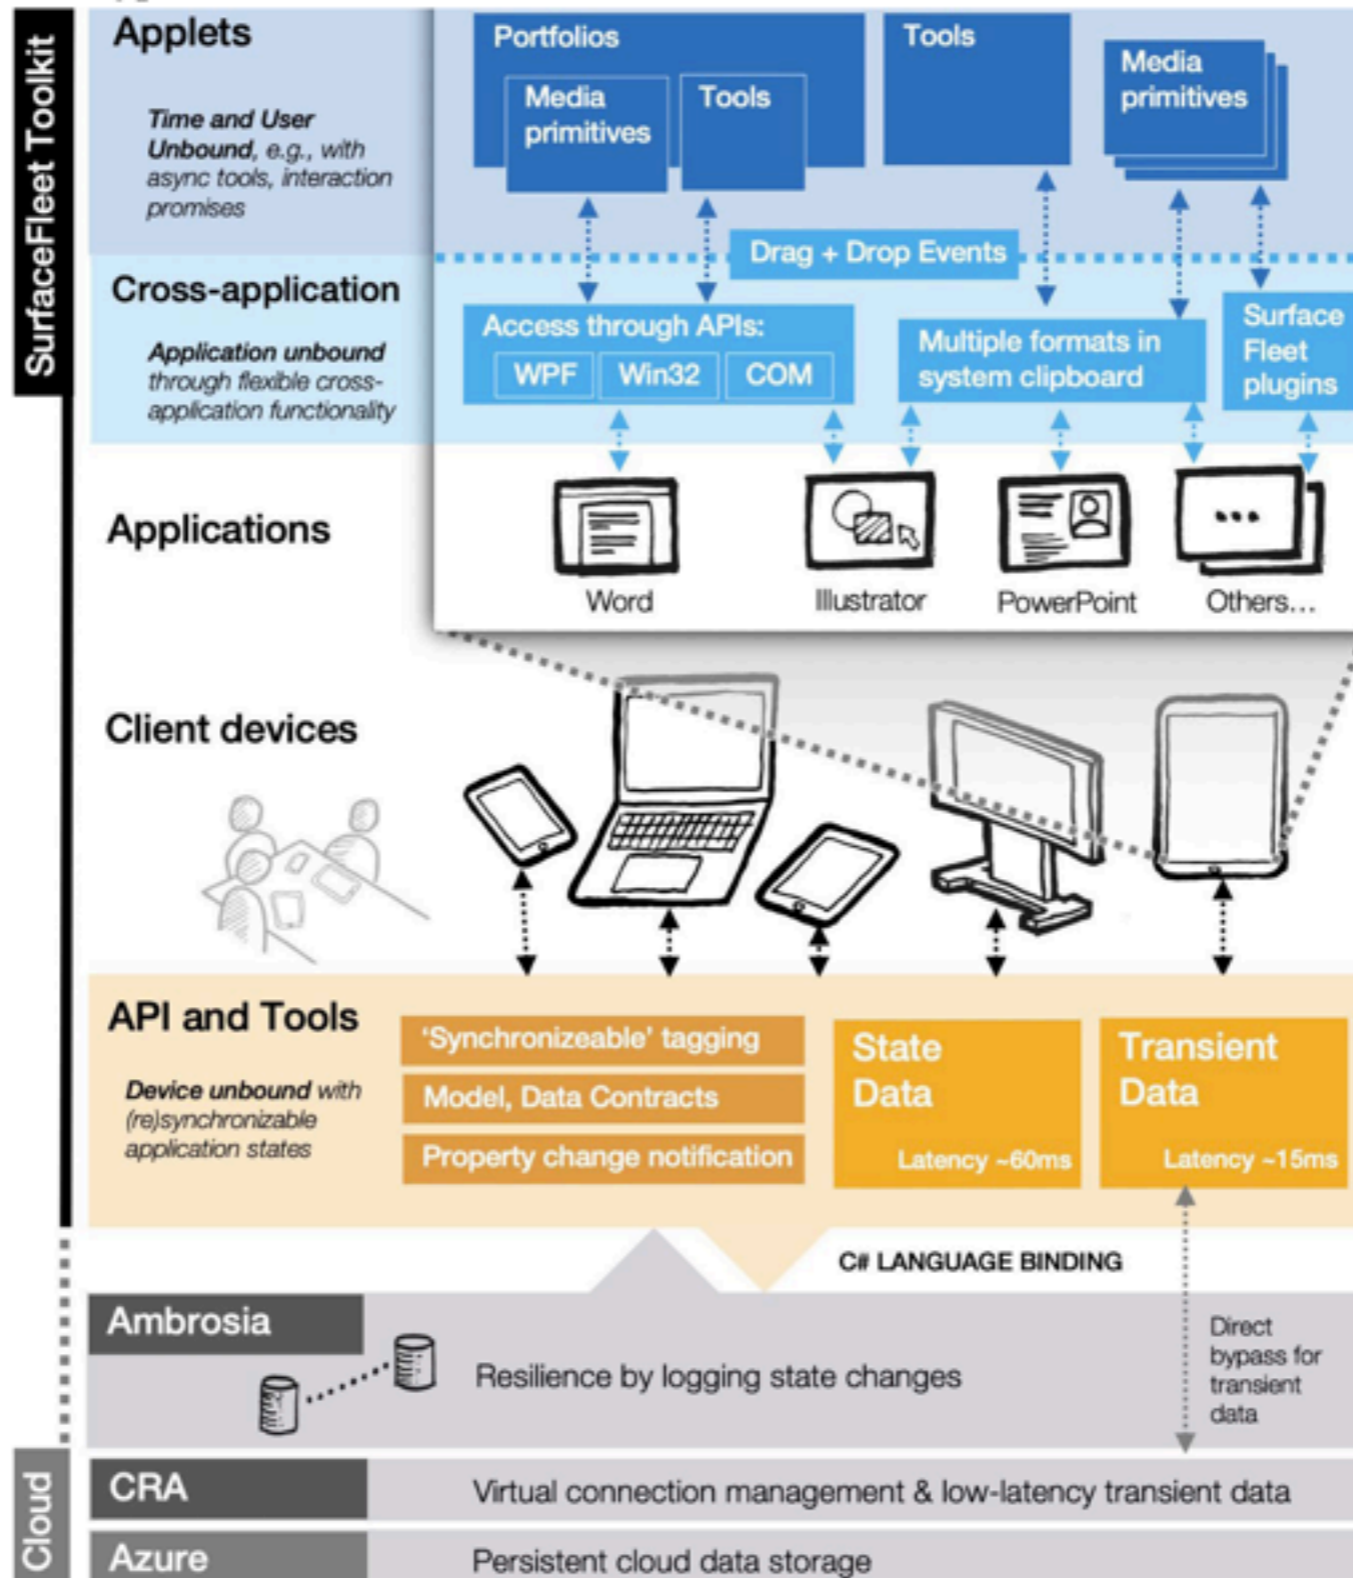 SurfaceFleet Toolkit
Applets
Time and User
Unbound, e.g., with
async tools, interaction
promises
Portfolios
Media
primitives
Tools
Tools
Media
primitives
Drag + Drop Events
Cross-application
Application unbound
through flexible cross-
application functionality
Access through APIs:
WPF
Win32
COM
Multiple formats in
system clipboard
Surface
Fleet
plugins
Applications
Word
Illustrator
PowerPoint
Others...
Client devices
API and Tools
Device unbound with
(re)synchronizable
application states
'Synchronizeable' tagging
Model, Data Contracts
Property change notification
State
Data
Latency ~60ms
Transient
Data
Latency ~15ms
C# LANGUAGE BINDING
Ambrosia
Resilience by logging state changes
Direct
bypass for
transient
data
Cloud
CRA
Virtual connection management & low-latency transient data
Azure
Persistent cloud data storage